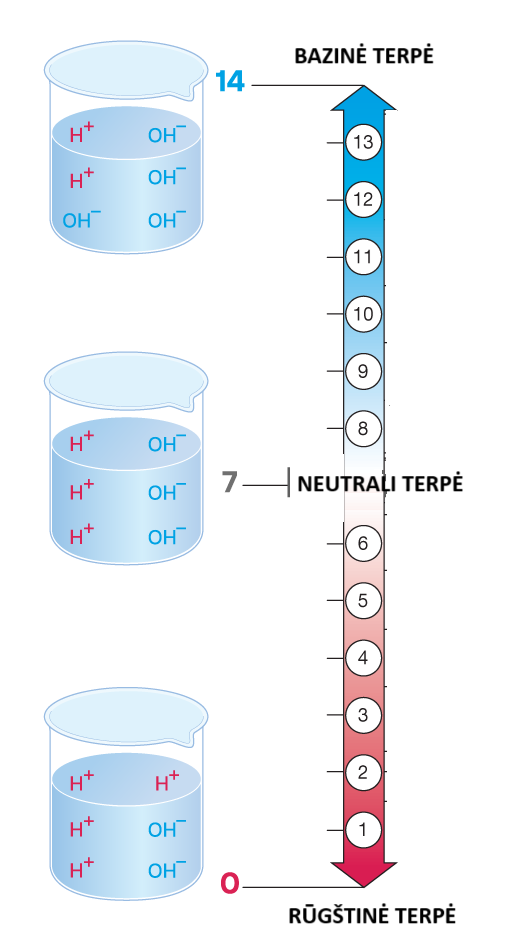 BAZINĖ TERPĖ
14
H⁺ OH⁻
H⁺ OH⁻
OH⁻ OH⁻
13
12
11
10
9
8
H⁺ OH⁻
H⁺ OH⁻
H⁺ OH⁻
7 NEUTRALI TERPĖ
6
5
4
3
2
1
H⁺ H⁺
H⁺ OH⁻
H⁺ OH⁻
0
RŪGŠTINĖ TERPĖ